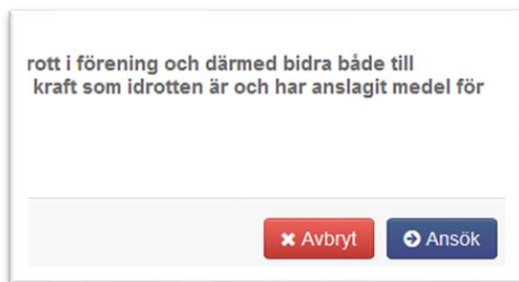 rott i förening och därmed bidra både till
kraft som idrotten är och har anslagit medel för
Avbryt
Ansök